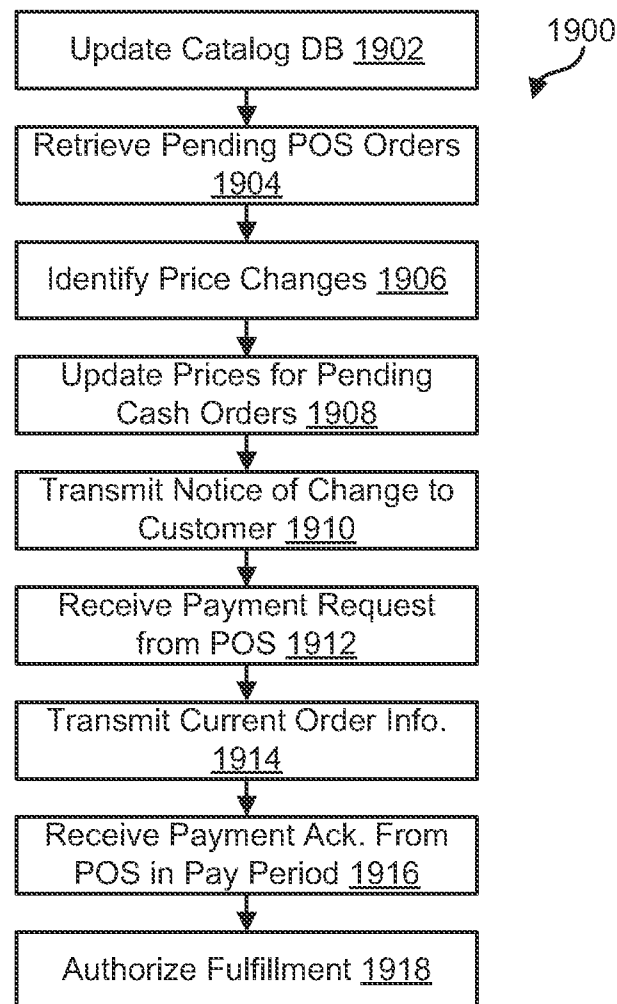 1900
Update Catalog DB 1902
Retrieve Pending POS Orders
1904
Identify Price Changes 1906
Update Prices for Pending
Cash Orders 1908
Transmit Notice of Change to
Customer 1910
Receive Payment Request
from POS 1912
Transmit Current Order Info.
1914
Receive Payment Ack. From
POS in Pay Period 1916
Authorize Fulfillment 1918